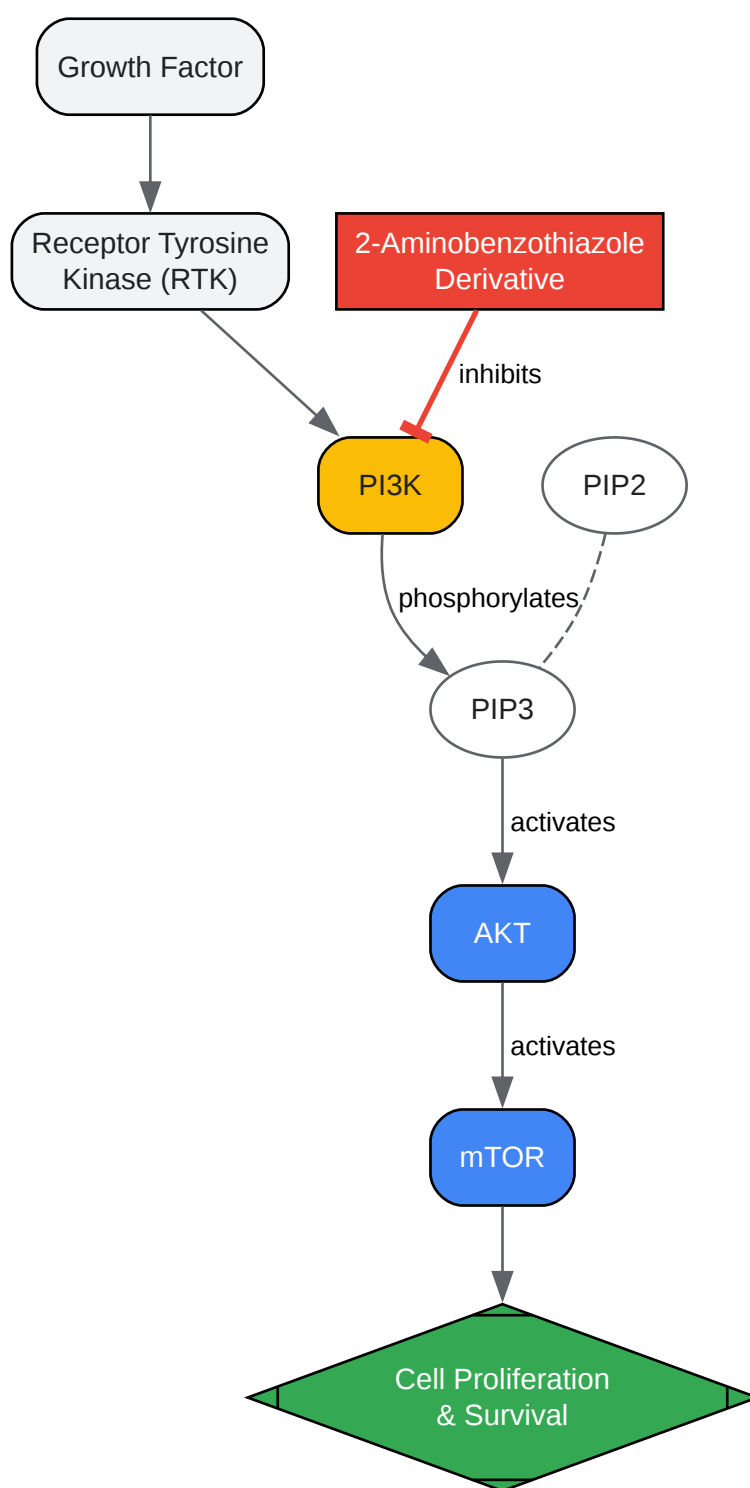 Growth Factor
Receptor Tyrosine
Kinase (RTK)
2-Aminobenzothiazole
Derivative
inhibits
PI3K
PIP2
phosphorylates
PIP3
activates
AKT
activates
mTOR
Cell Proliferation
& Survival